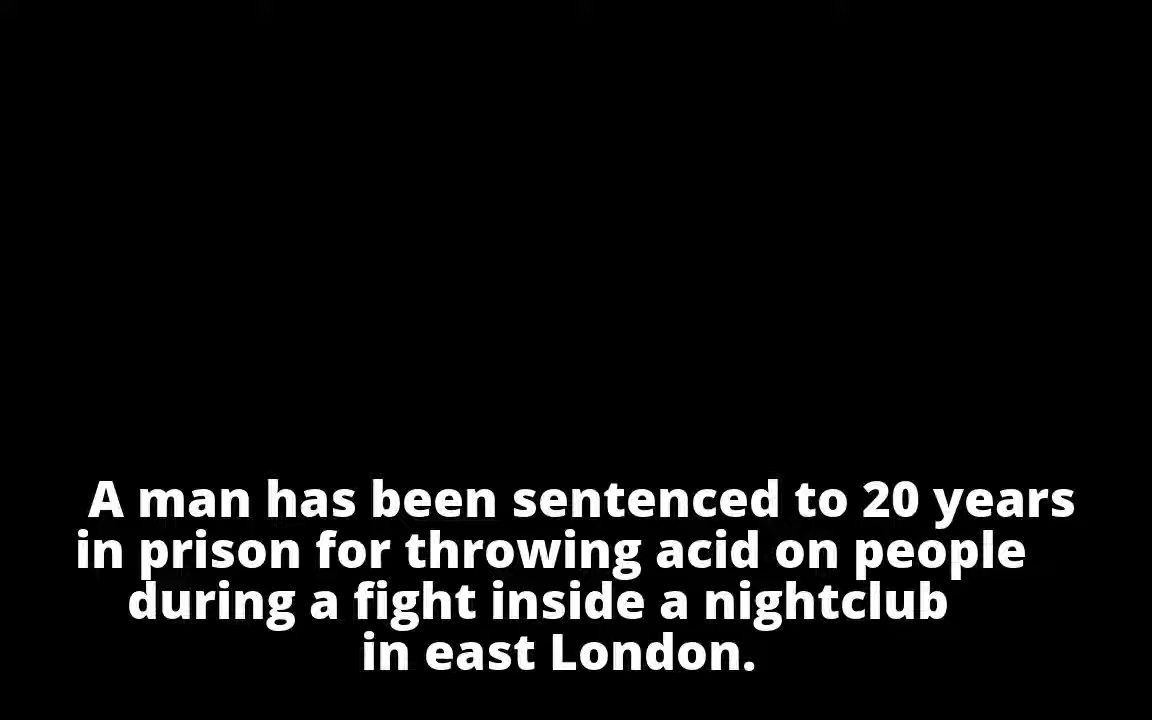 A man has been sentenced to 20 years
in prison for throwing acid on people
during a fight inside a nightclub
in east London.